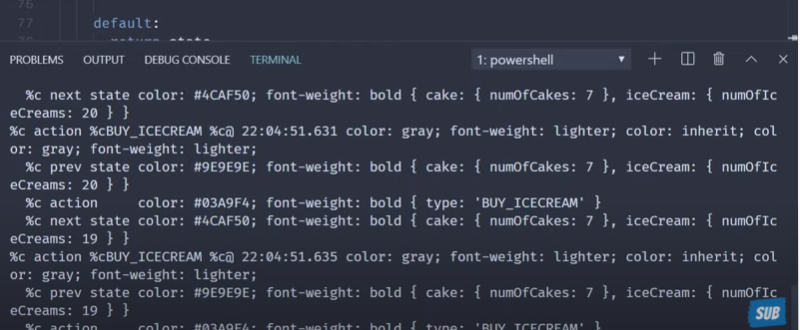 76
77 default:
PROBLEMS OUTPUT DEBUG CONSOLE TERMINAL 1: powershell
%c next state color: #4CAF50; font-weight: bold { cake: { numOfCakes: 7 }, iceCream: { numOfIc
eCreams: 20 } }
%c action %cBUY_ICECREAM %c@ 22:04:51.631 color: gray; font-weight: lighter; color: inherit; col
or: gray; font-weight: lighter;
%c prev state color: #9E9E9E; font-weight: bold { cake: { numOfCakes: 7 }, iceCream: { numOfIc
eCreams: 20 } }
%c action     color: #03A9F4; font-weight: bold { type: 'BUY_ICECREAM' }
%c next state color: #4CAF50; font-weight: bold { cake: { numOfCakes: 7 }, iceCream: { numOfIc
eCreams: 19 } }
%c action %cBUY_ICECREAM %c@ 22:04:51.635 color: gray; font-weight: lighter; color: inherit; col
or: gray; font-weight: lighter;
%c prev state color: #9E9E9E; font-weight: bold { cake: { numOfCakes: 7 }, iceCream: { numOfIc
eCreams: 19 } }
%c action     color: #03A9F4; font-weight: bold { type: 'BUY_ICECREAM' }
SUB